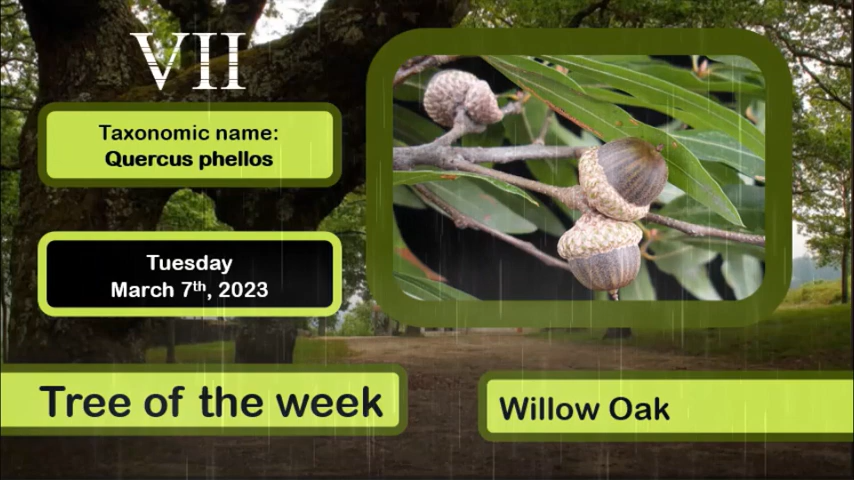 VII
Taxonomic name:
Quercus phellos
Tuesday
March 7th, 2023
Tree of the week
Willow Oak